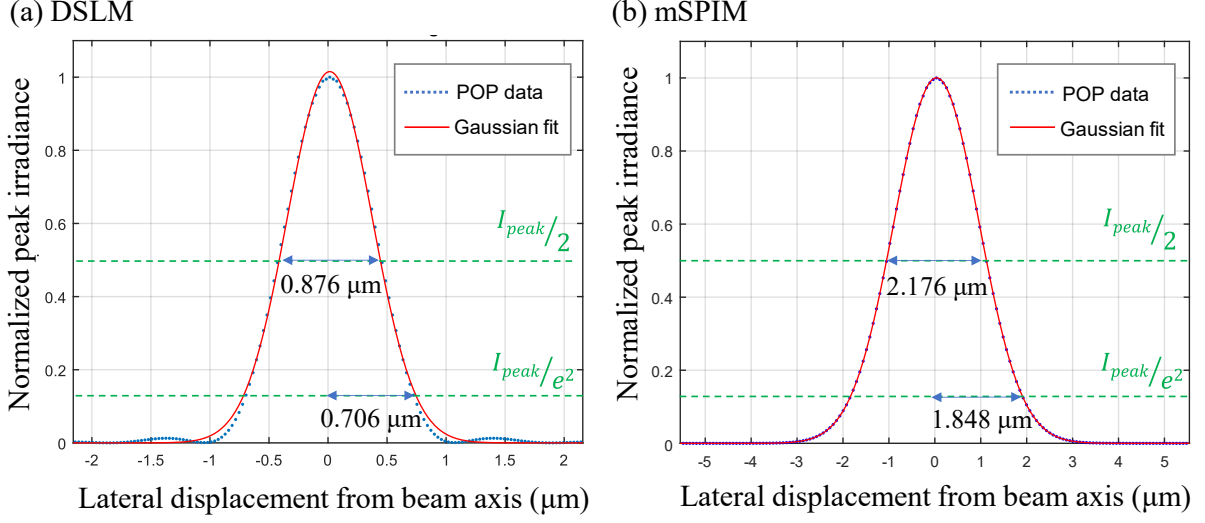 (a) DSLM
Normalized peak irradiance
1
0.8
0.6
0.4
0.2
0
POP data
Gaussian fit
I_peak/2
0.876 μm
I_peak/e²
0.706 μm
-2 -1.5 -1 -0.5 0 0.5 1 1.5 2
Lateral displacement from beam axis (μm)
(b) mSPIM
Normalized peak irradiance
1
0.8
0.6
0.4
0.2
0
POP data
Gaussian fit
I_peak/2
2.176 μm
I_peak/e²
1.848 μm
-5 -4 -3 -2 -1 0 1 2 3 4 5
Lateral displacement from beam axis (μm)